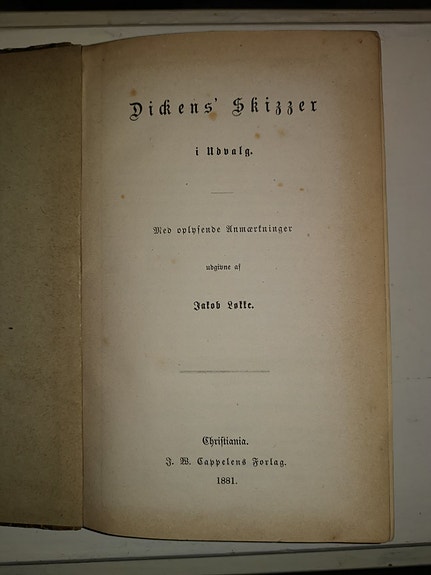 Dickens' Skizzer
i Udvalg.
Med oplysende Anmærkninger
udgivne af
Jakob Løkke.
Christiania.
J. W. Cappelens Forlag.
1881.